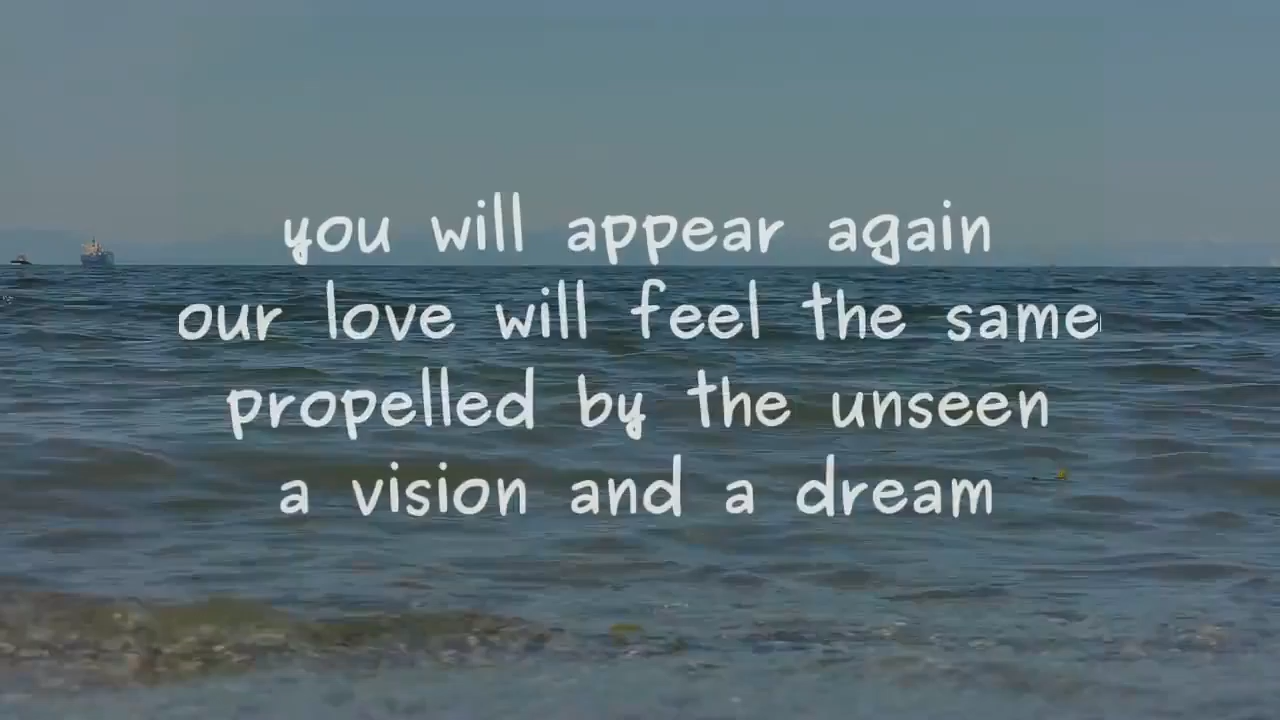 you will appear again
our love will feel the same
propelled by the unseen
a vision and a dream